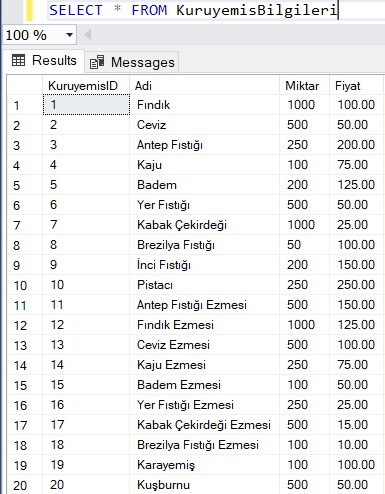 SELECT * FROM KuruyemisBilgileri
100 %
Results Messages
KuruyemisID Adi Miktar Fiyat
1 1 Fındık 1000 100.00
2 2 Ceviz 500 50.00
3 3 Antep Fıstığı 250 200.00
4 4 Kaju 100 75.00
5 5 Badem 200 125.00
6 6 Yer Fıstığı 500 50.00
7 7 Kabak Çekirdeği 1000 25.00
8 8 Brezilya Fıstığı 50 100.00
9 9 İnci Fıstığı 200 150.00
10 10 Pistacı 250 250.00
11 11 Antep Fıstığı Ezmesi 500 150.00
12 12 Fındık Ezmesi 1000 125.00
13 13 Ceviz Ezmesi 500 100.00
14 14 Kaju Ezmesi 250 75.00
15 15 Badem Ezmesi 100 50.00
16 16 Yer Fıstığı Ezmesi 250 25.00
17 17 Kabak Çekirdeği Ezmesi 500 15.00
18 18 Brezilya Fıstığı Ezmesi 100 10.00
19 19 Karayemiş 100 100.00
20 20 Kuşburnu 500 50.00